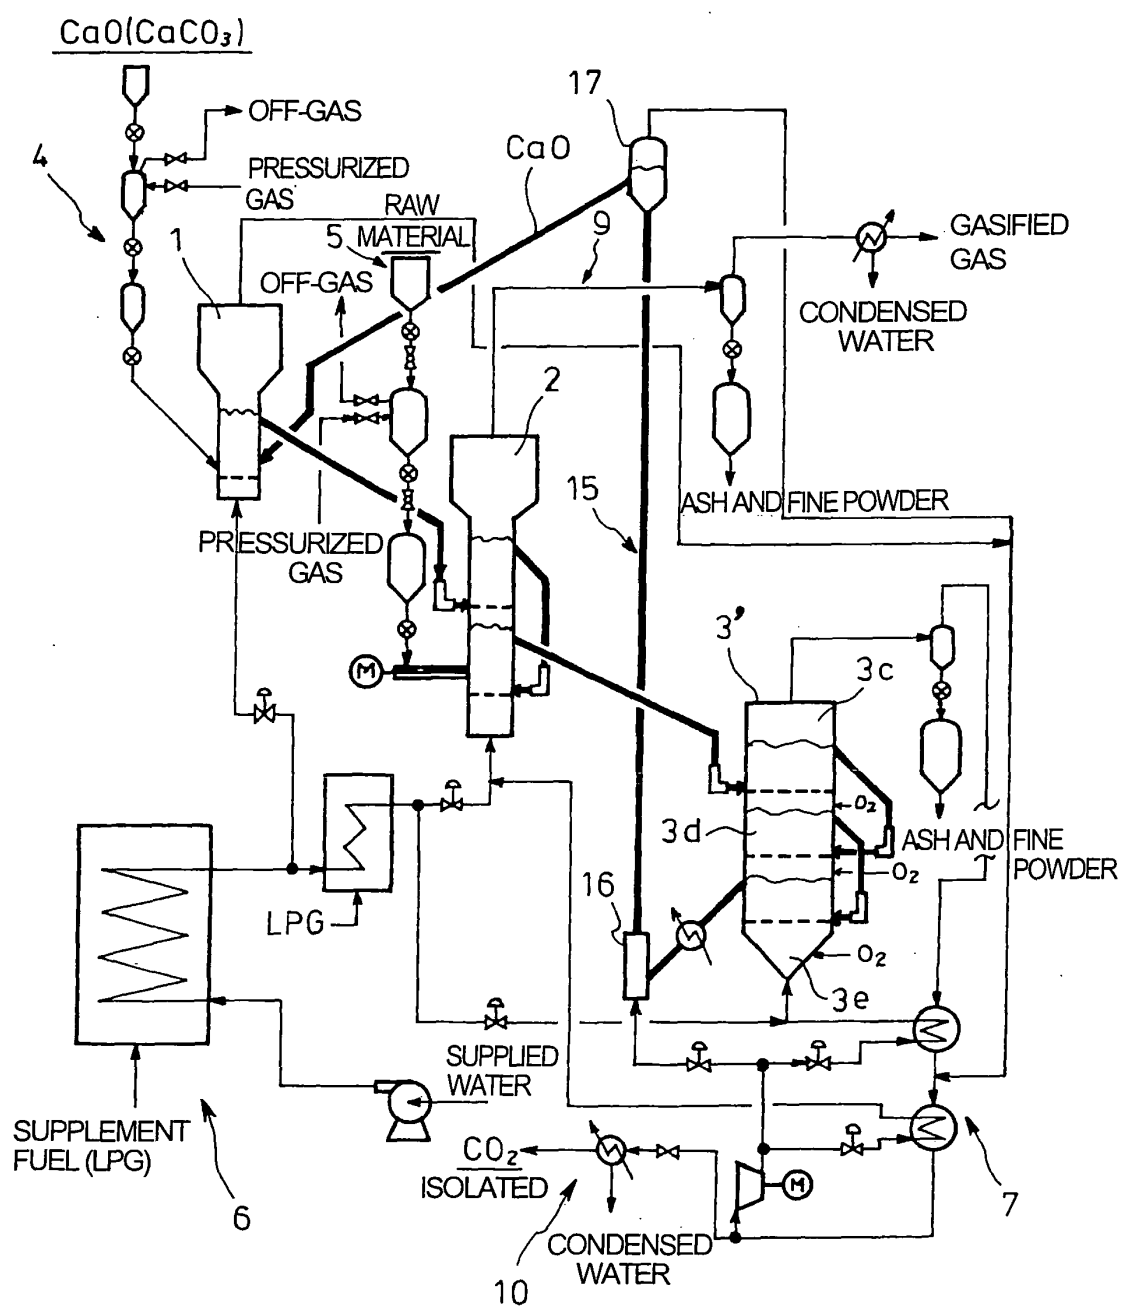 CaO(CaCO3)
17
OFF-GAS
CaO
4
PRESSURIZED
GAS
RAW
MATERIAL
1
5
9
GASIFIED
GAS
OFF-GAS
CONDENSED
WATER
2
15
ASH AND FINE POWDER
PRESSURIZED
GAS
3'
M
3c
O2
3d
ASH AND FINE
POWDER
O2
16
LPG
O2
3e
SUPPLIED
WATER
SUPPLEMENT
FUEL (LPG)
CO2
ISOLATED
M
6
7
CONDENSED
WATER
10